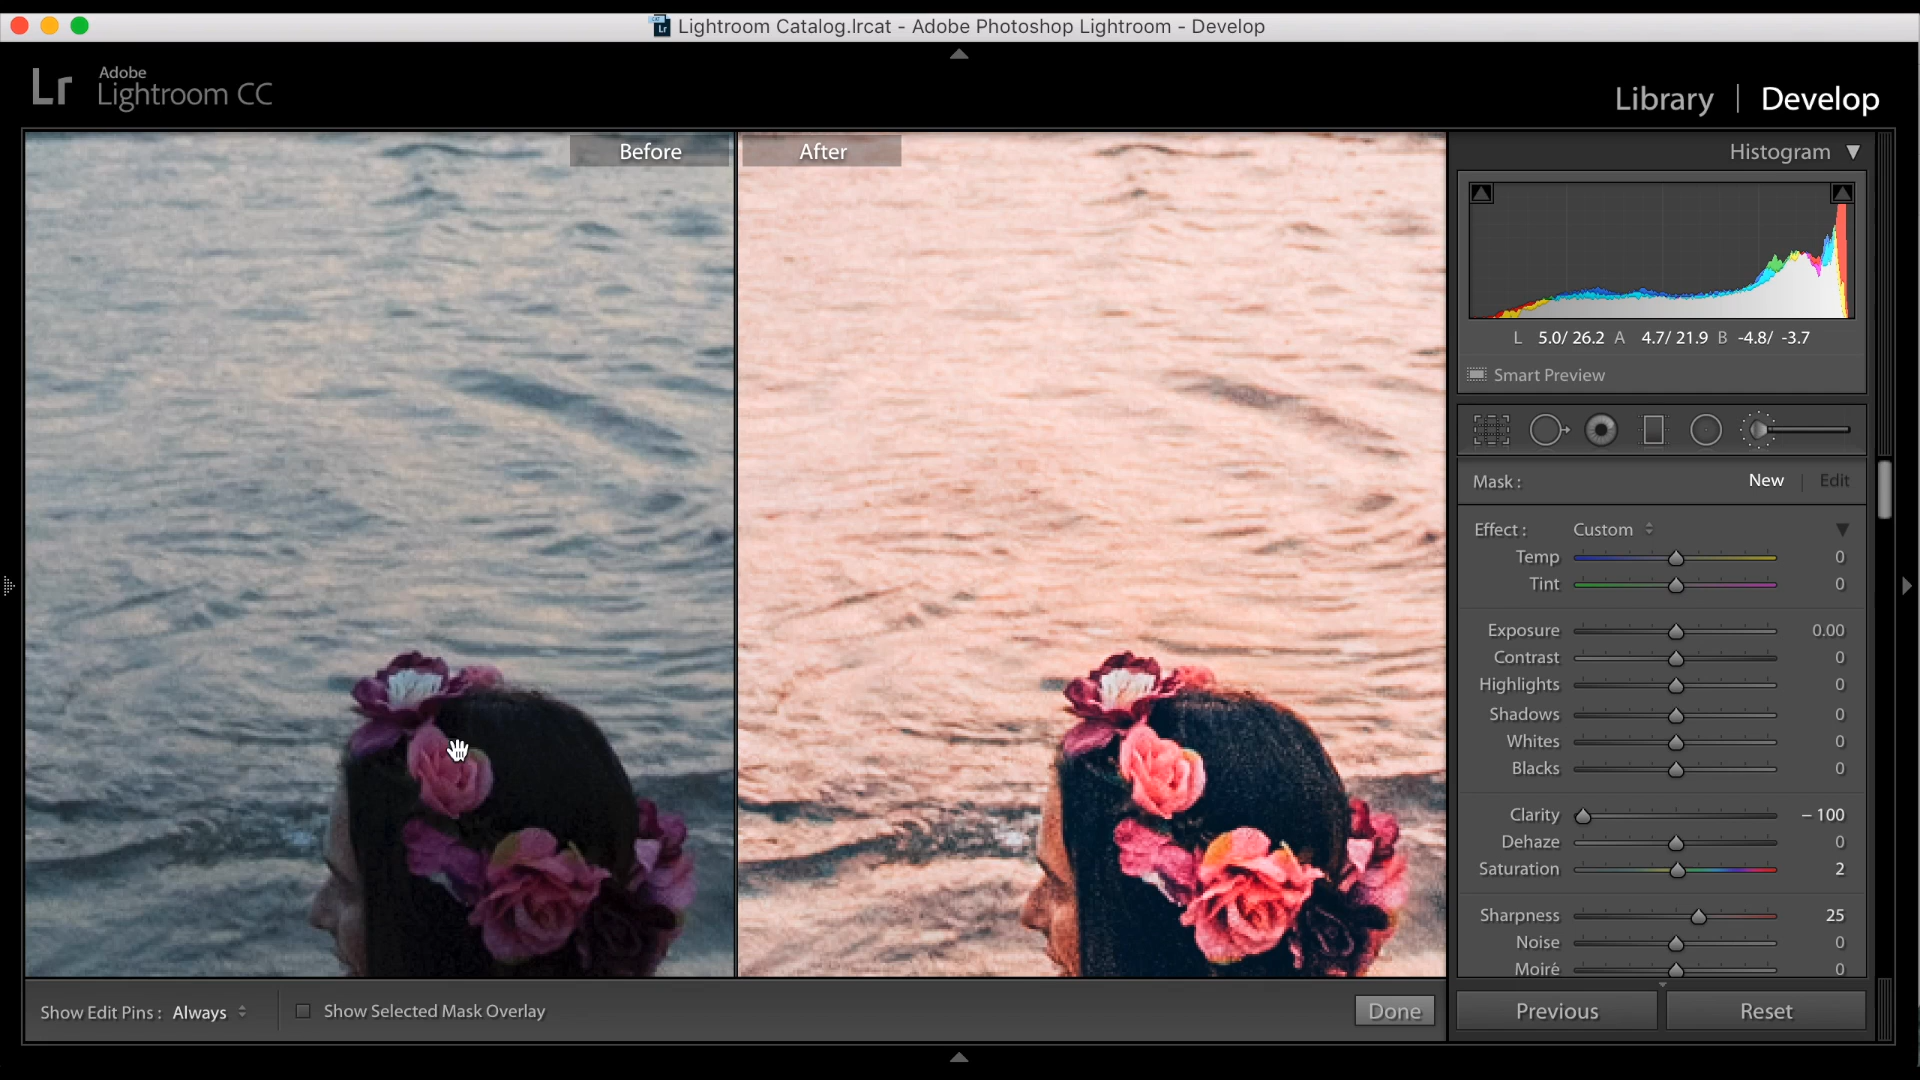 Lightroom Catalog.lrcat - Adobe Photoshop Lightroom - Develop
Lr Adobe Lightroom CC
Library | Develop
Before
After
Histogram
L 5.0/ 26.2 A 4.7/ 21.9 B -4.8/ -3.7
Smart Preview
Mask : New | Edit
Effect : Custom
Temp 0
Tint 0
Exposure 0.00
Contrast 0
Highlights 0
Shadows 0
Whites 0
Blacks 0
Clarity – 100
Dehaze 0
Saturation 2
Sharpness 25
Noise 0
Moiré 0
Show Edit Pins : Always
Show Selected Mask Overlay
Done
Previous
Reset